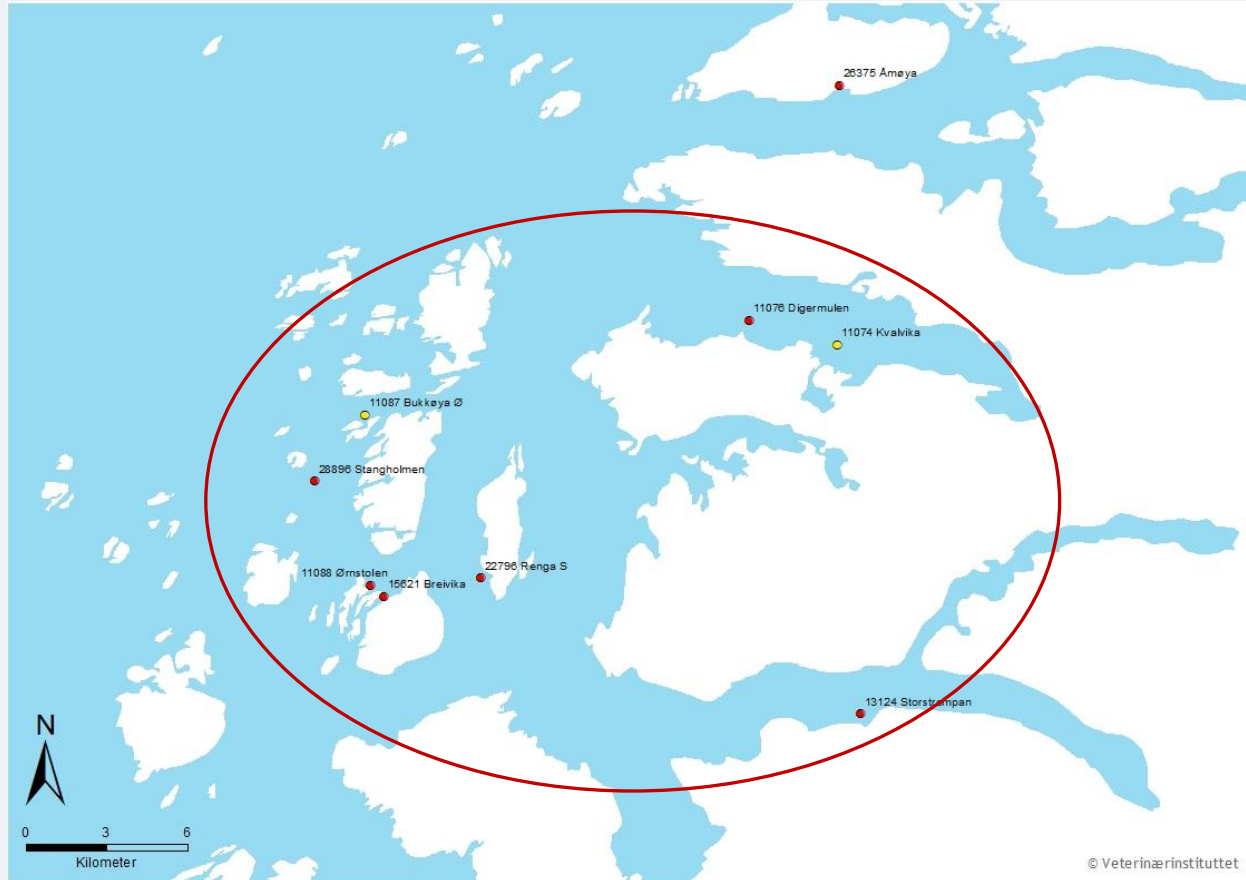 26375 Åmøya
11076 Digermulen
11074 Kvalvika
11087 Bukkøya Ø
28896 Stangholmen
11088 Ørnstolen
15621 Breivika
22796 Renga S
13124 Storstrompan
N
0 3 6
Kilometer
© Veterinærinstituttet